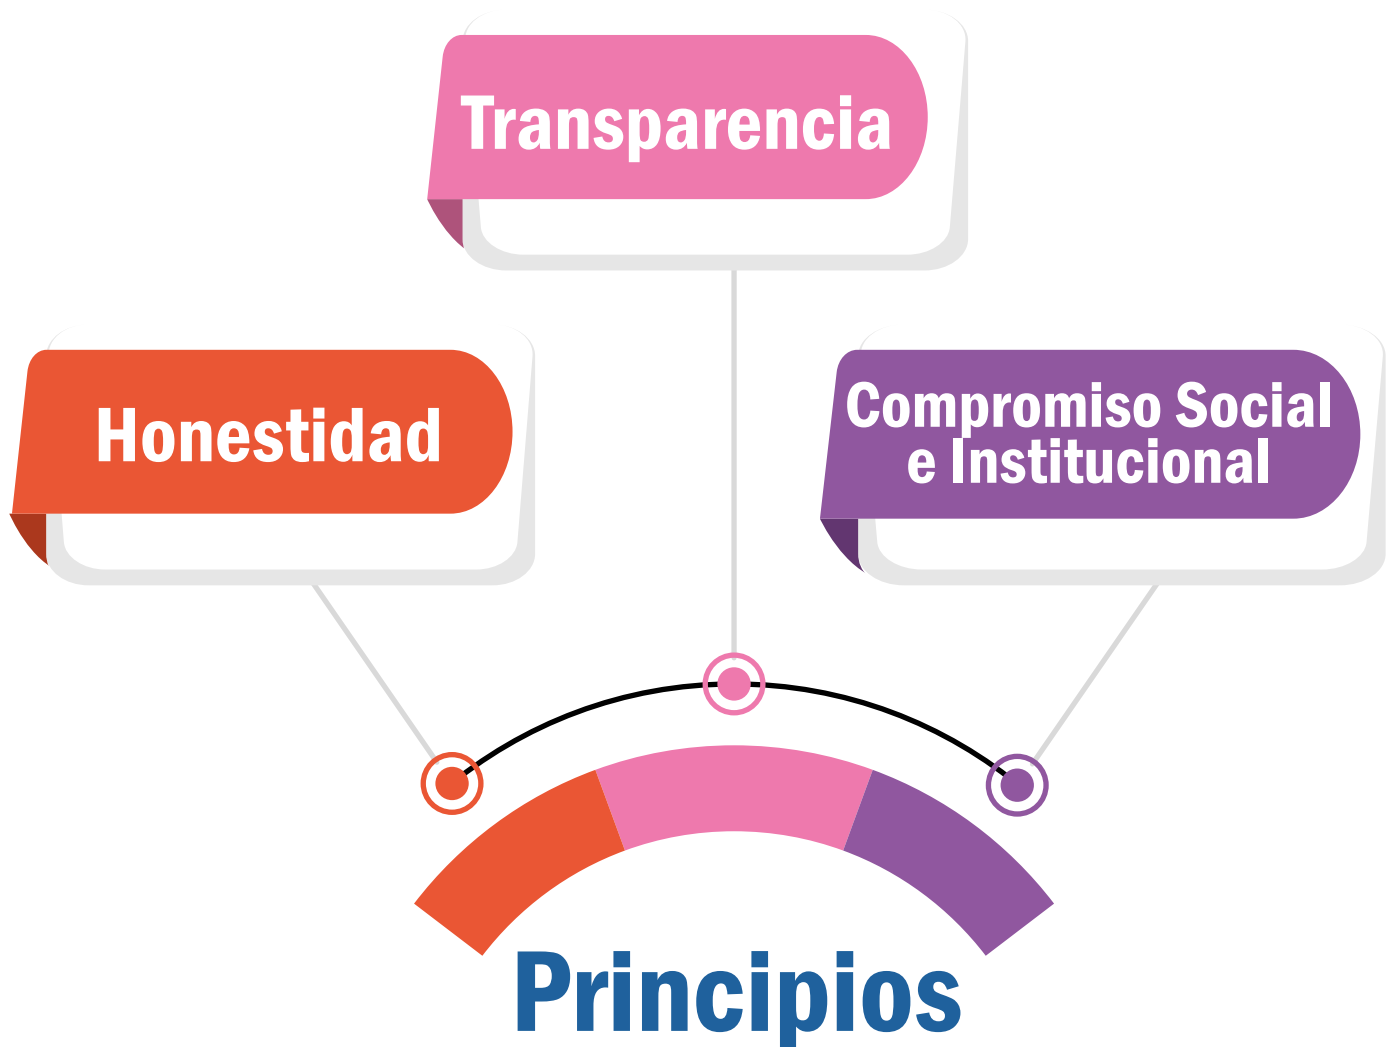 Transparencia
Honestidad
Compromiso Social
e Institucional
Principios